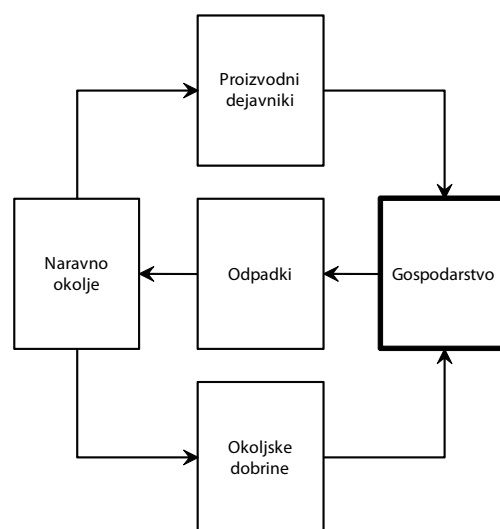 Proizvodni
dejavniki
Naravno
okolje
Odpadki
Gospodarstvo
Okoljske
dobrine